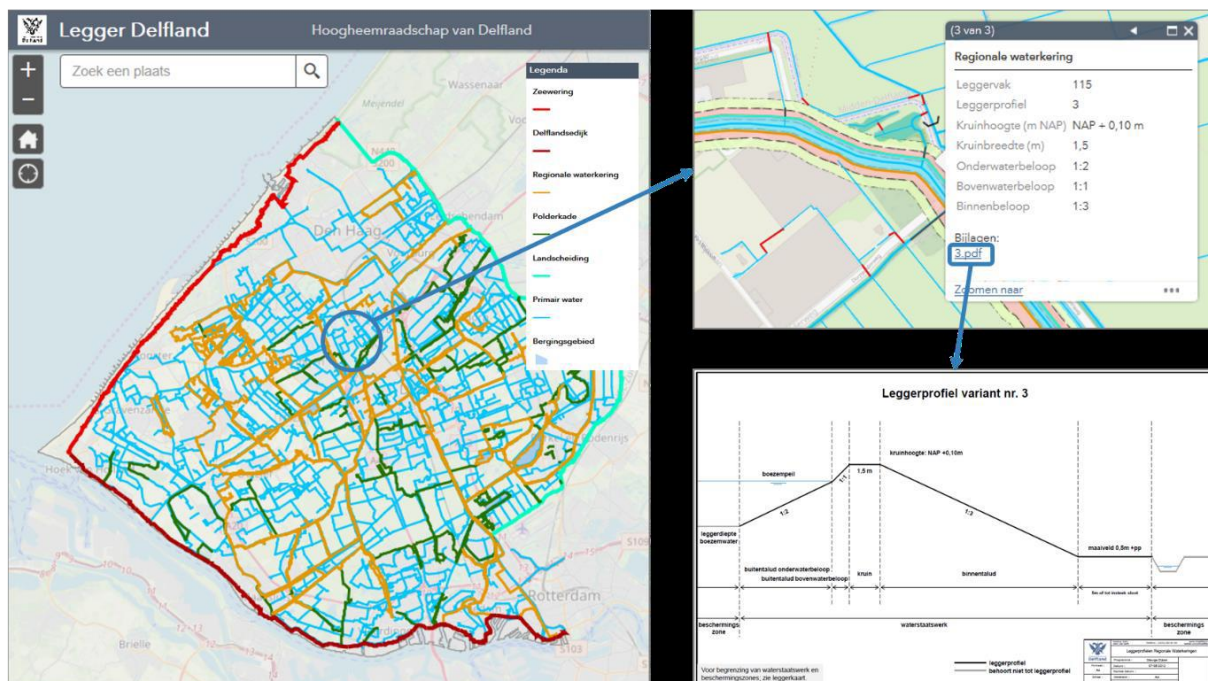 Legger Delfland
Hoogheemraadschap van Delfland
Zoek een plaats
Legenda
Zeewering
Delflandsedijk
Regionale waterkering
Polderkade
Landscheiding
Primair water
Bergingsgebied
Wassenaar
Meijendel
Den Haag
Rotterdam
Brielle
S103
(3 van 3)
Regionale waterkering
Leggervak 115
Leggerprofiel 3
Kruinhoogte (m NAP) NAP + 0,10 m
Kruinbreedte (m) 1,5
Onderwaterbeloop 1:2
Bovenwaterbeloop 1:1
Binnenbeloop 1:3
Bijlagen:
3.pdf
Zoomen naar
Leggerprofiel variant nr. 3
kruinhoogte: NAP +0,10m
boezempeil
1,5 m
1:1
1:2
1:3
leggerdiepte
boezemwater
maaiveld 0,5m +pp
buitentalud onderwaterbeloop
buitentalud bovenwaterbeloop
kruin
binnentalud
beschermings
zone
waterstaatswerk
beschermings
zone
leggerprofiel
behoort niet tot leggerprofiel
Voor begrenzing van waterstaatswerk en
beschermingszones; zie leggerkaart.
Delfland
Leggerprofielen Regionale Waterkeringen